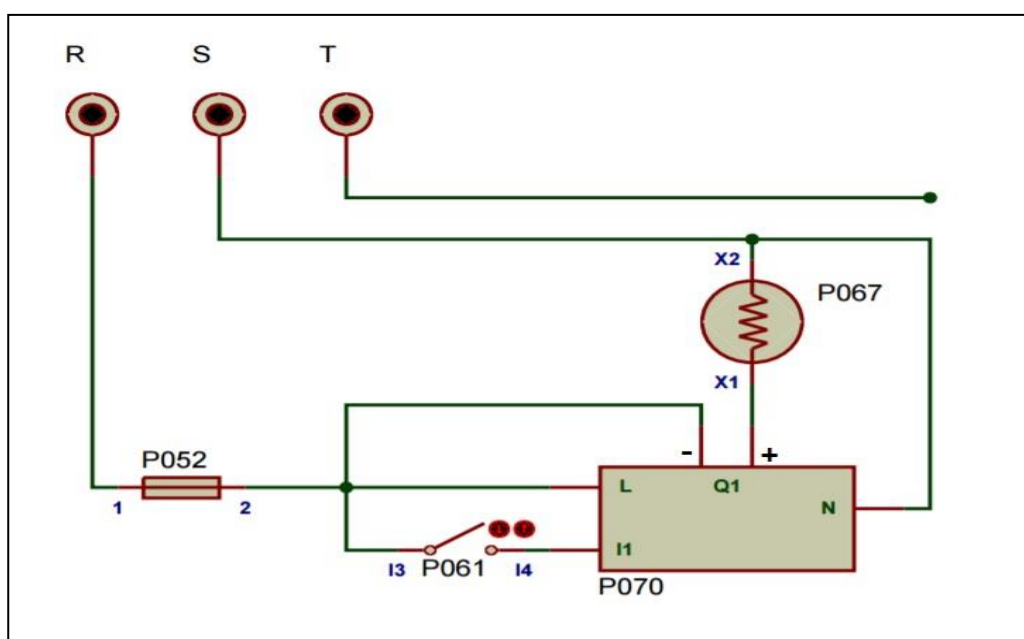 R S T
X2
P067
X1
P052
- +
1 2
L Q1 N
I3 P061 I4 I1
P070